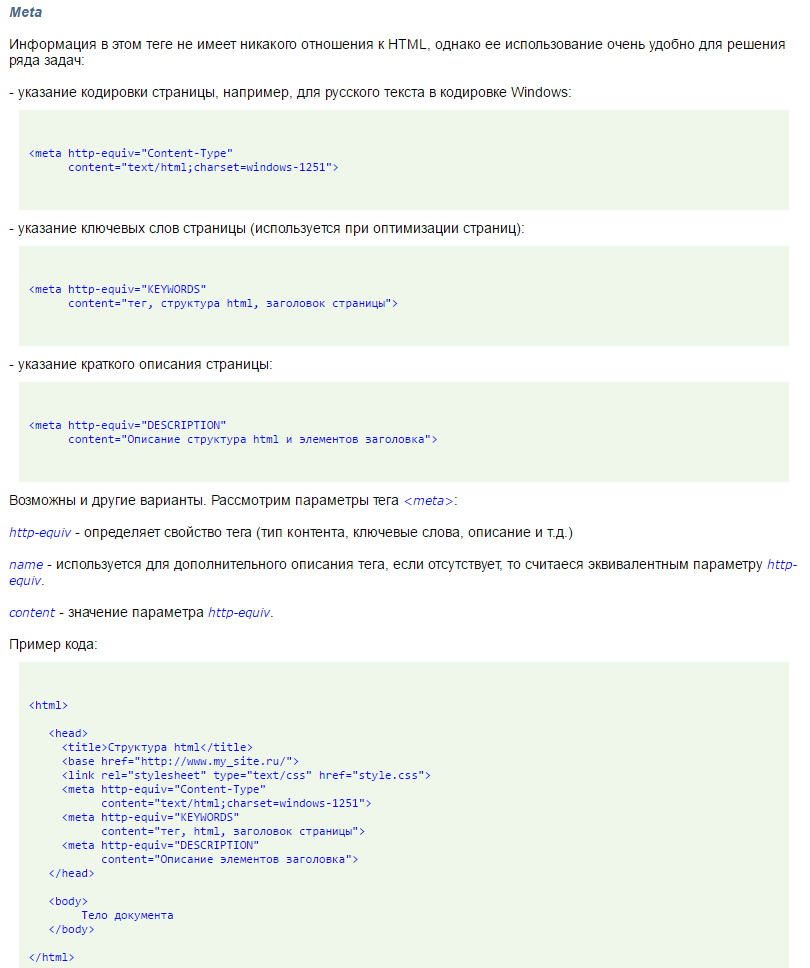 Meta
Информация в этом теге не имеет никакого отношения к HTML, однако ее использование очень удобно для решения
ряда задач:
- указание кодировки страницы, например, для русского текста в кодировке Windows:
<meta http-equiv="Content-Type"
content="text/html;charset=windows-1251">
- указание ключевых слов страницы (используется при оптимизации страниц):
<meta http-equiv="KEYWORDS"
content="тег, структура html, заголовок страницы">
- указание краткого описания страницы:
<meta http-equiv="DESCRIPTION"
content="Описание структура html и элементов заголовка">
Возможны и другие варианты. Рассмотрим параметры тега <meta>:
http-equiv - определяет свойство тега (тип контента, ключевые слова, описание и т.д.)
name - используется для дополнительного описания тега, если отсутствует, то считаеся эквивалентным параметру http-
equiv.
content - значение параметра http-equiv.
Пример кода:
<html>
<head>
<title>Структура html</title>
<base href="http://www.my_site.ru/">
<link rel="stylesheet" type="text/css" href="style.css">
<meta http-equiv="Content-Type"
content="text/html;charset=windows-1251">
<meta http-equiv="KEYWORDS"
content="тег, html, заголовок страницы">
<meta http-equiv="DESCRIPTION"
content="Описание элементов заголовка">
</head>
<body>
Тело документа
</body>
</html>